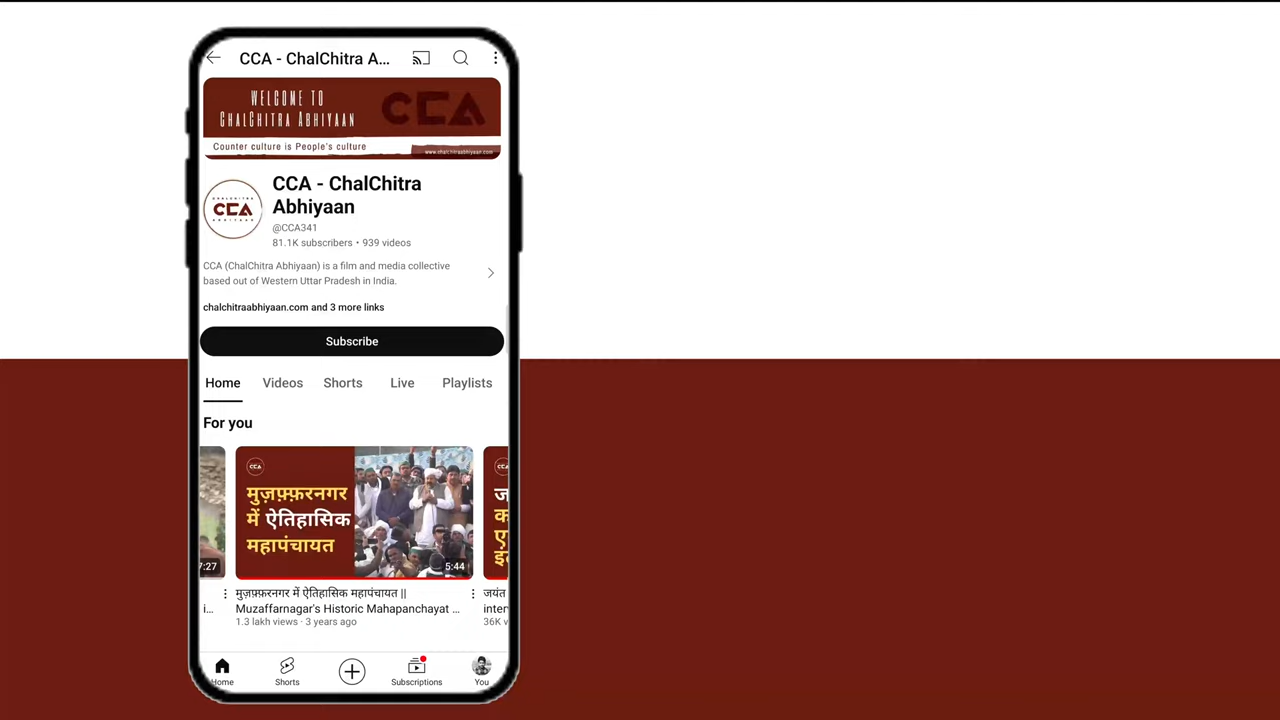 CCA - ChalChitra A...
WELCOME TO
CHALCHITRA ABHIYAAN
CCA
Counter culture is People's culture
www.chalchitraabhiyaan.com
CHALCHITRA
CCA
ABHIYAAN
CCA - ChalChitra
Abhiyaan
@CCA341
81.1K subscribers • 939 videos
CCA (ChalChitra Abhiyaan) is a film and media collective
based out of Western Uttar Pradesh in India.
chalchitraabhiyaan.com and 3 more links
Subscribe
Home Videos Shorts Live Playlists
For you
CCA
मुज़फ़्फ़रनगर
में ऐतिहासिक
महापंचायत
7:27
5:44
i...
मुज़फ़्फ़रनगर में ऐतिहासिक महापंचायत ||
Muzaffarnagar's Historic Mahapanchayat ...
1.3 lakh views · 3 years ago
जयंत
inter
36K v
Home Shorts Subscriptions You